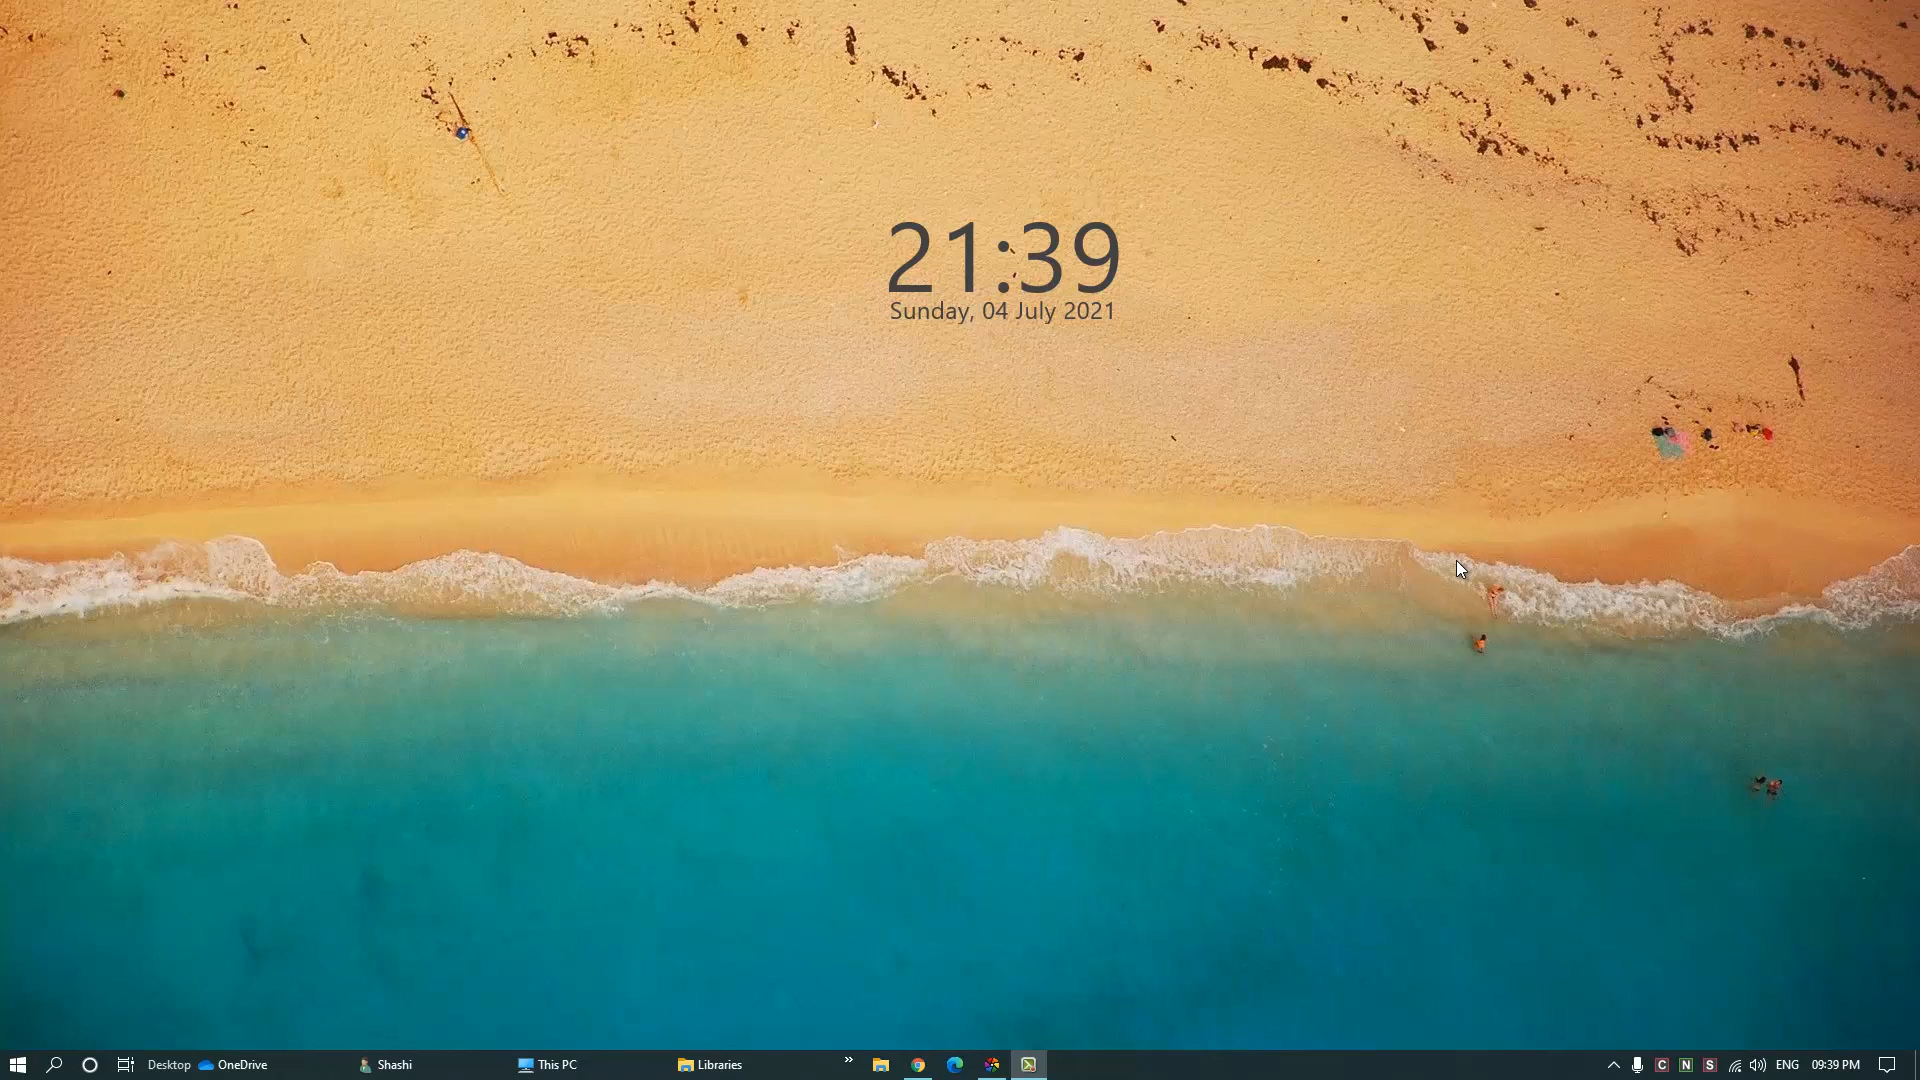 21:39
Sunday, 04 July 2021
Desktop OneDrive Shashi This PC Libraries » C N S ENG 09:39 PM